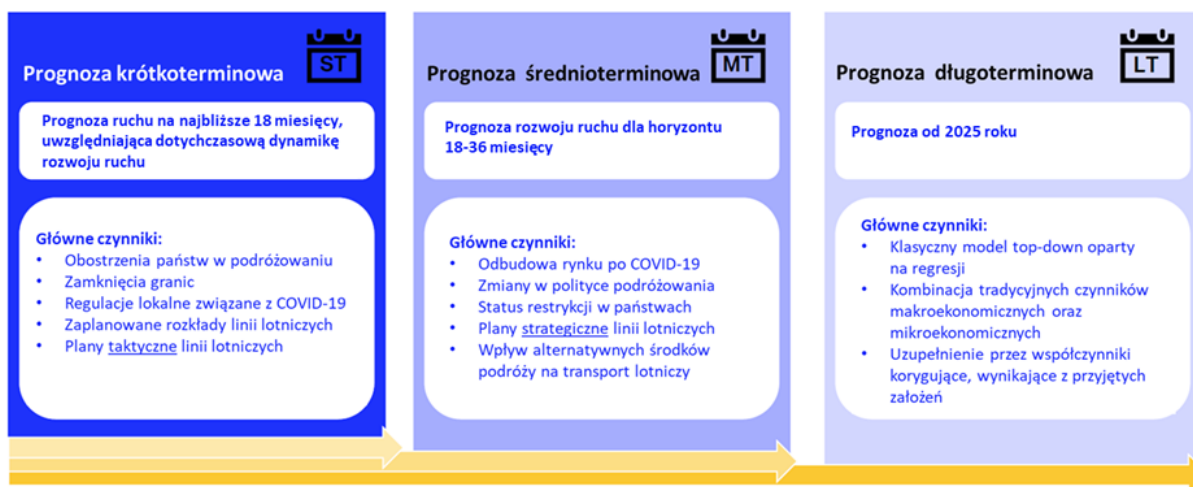 ST
Prognoza krótkoterminowa
Prognoza ruchu na najbliższe 18 miesięcy,
uwzględniająca dotychczasową dynamikę
rozwoju ruchu
Główne czynniki:
• Obostrzenia państw w podróżowaniu
• Zamknięcia granic
• Regulacje lokalne związane z COVID-19
• Zaplanowane rozkłady linii lotniczych
• Plany taktyczne linii lotniczych
MT
Prognoza średnioterminowa
Prognoza rozwoju ruchu dla horyzontu
18-36 miesięcy
Główne czynniki:
• Odbudowa rynku po COVID-19
• Zmiany w polityce podróżowania
• Status restrykcji w państwach
• Plany strategiczne linii lotniczych
• Wpływ alternatywnych środków
podróży na transport lotniczy
LT
Prognoza długoterminowa
Prognoza od 2025 roku
Główne czynniki:
• Klasyczny model top-down oparty
na regresji
• Kombinacja tradycyjnych czynników
makroekonomicznych oraz
mikroekonomicznych
• Uzupełnienie przez współczynniki
korygujące, wynikające z przyjętych
założeń